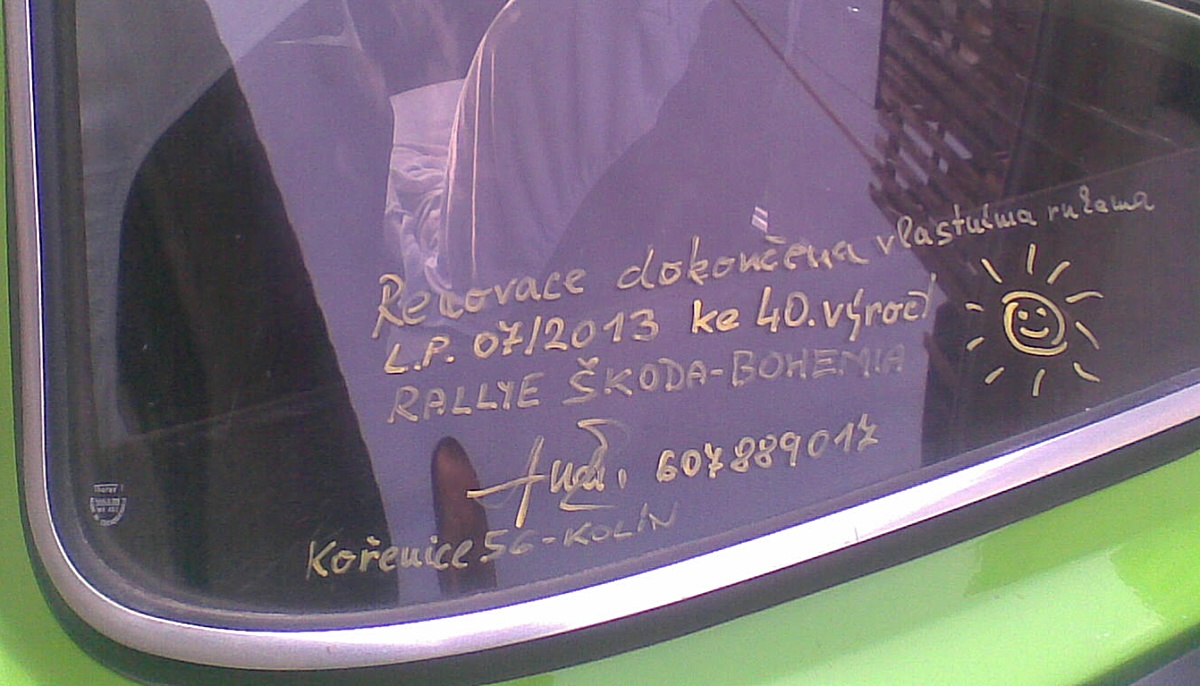 Renovace dokončena vlastníma rukama
L.P. 07/2013 ke 40. výročí
RALLYE ŠKODA-BOHEMIA
607889017
Kořenice 56 - KOLÍN